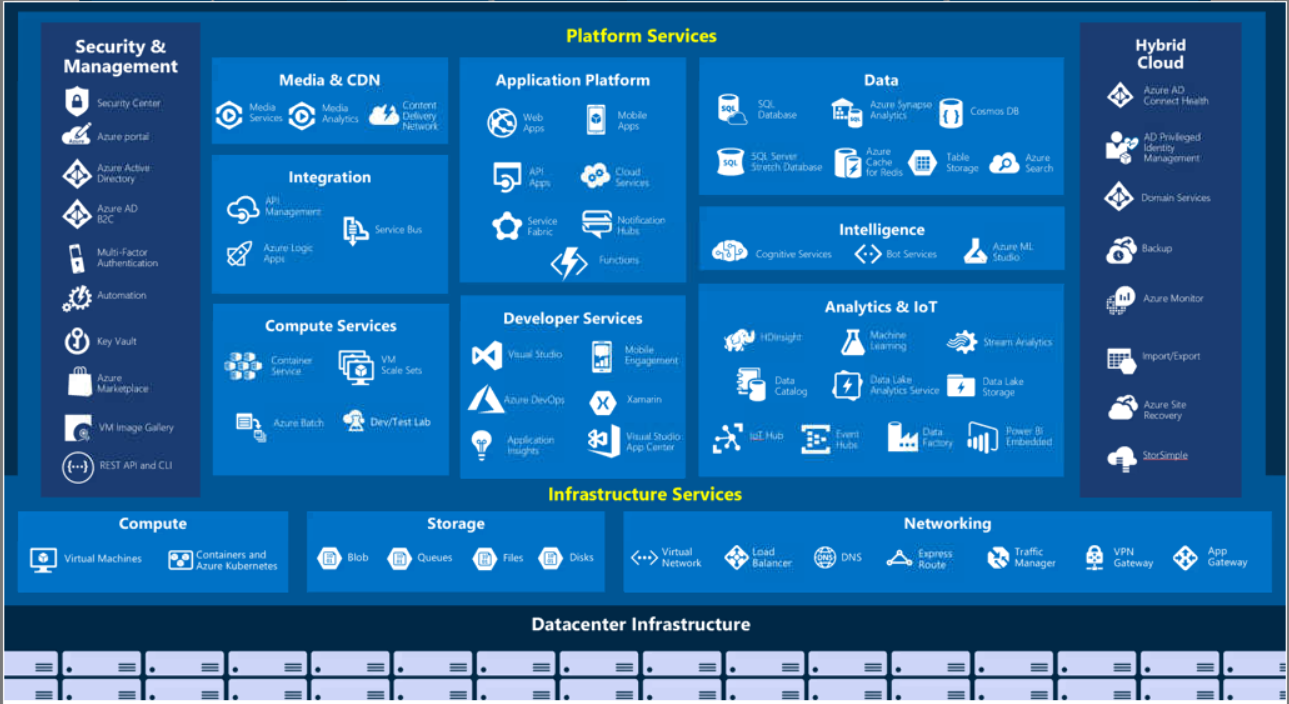 Platform Services
Security &
Management
Security Center
Azure portal
Azure Active
Directory
Azure AD
B2C
Multi-Factor
Authentication
Automation
Key Vault
Azure
Marketplace
VM Image Gallery
REST API and CLI
Media & CDN
Media
Services
Media
Analytics
Content
Delivery
Network
Integration
API
Management
Service Bus
Azure Logic
Apps
Compute Services
Container
Service
VM
Scale Sets
Azure Batch
Dev/Test Lab
Application Platform
Web
Apps
Mobile
Apps
API
Apps
Cloud
Services
Service
Fabric
Notification
Hubs
Functions
Developer Services
Visual Studio
Mobile
Engagement
Azure DevOps
Xamarin
Application
Insights
Visual Studio
App Center
Data
SQL
SQL
Database
SQL
Azure Synapse
Analytics
Cosmos DB
SQL
SQL Server
Stretch Database
Azure
Cache
for Redis
Table
Storage
Azure
Search
Intelligence
Cognitive Services
Bot Services
Azure ML
Studio
Analytics & IoT
HDInsight
Machine
Learning
Stream Analytics
Data
Catalog
Data Lake
Analytics Service
Data Lake
Storage
IoT Hub
Event
Hubs
Data
Factory
Power BI
Embedded
Hybrid
Cloud
Azure AD
Connect Health
AD Privileged
Identity
Management
Domain Services
Backup
Azure Monitor
Import/Export
Azure Site
Recovery
StorSimple
Infrastructure Services
Compute
Virtual Machines
Containers and
Azure Kubernetes
Storage
Blob
Queues
Files
Disks
Networking
Virtual
Network
Load
Balancer
DNS
DNS
Express
Route
Traffic
Manager
VPN
Gateway
App
Gateway
Datacenter Infrastructure